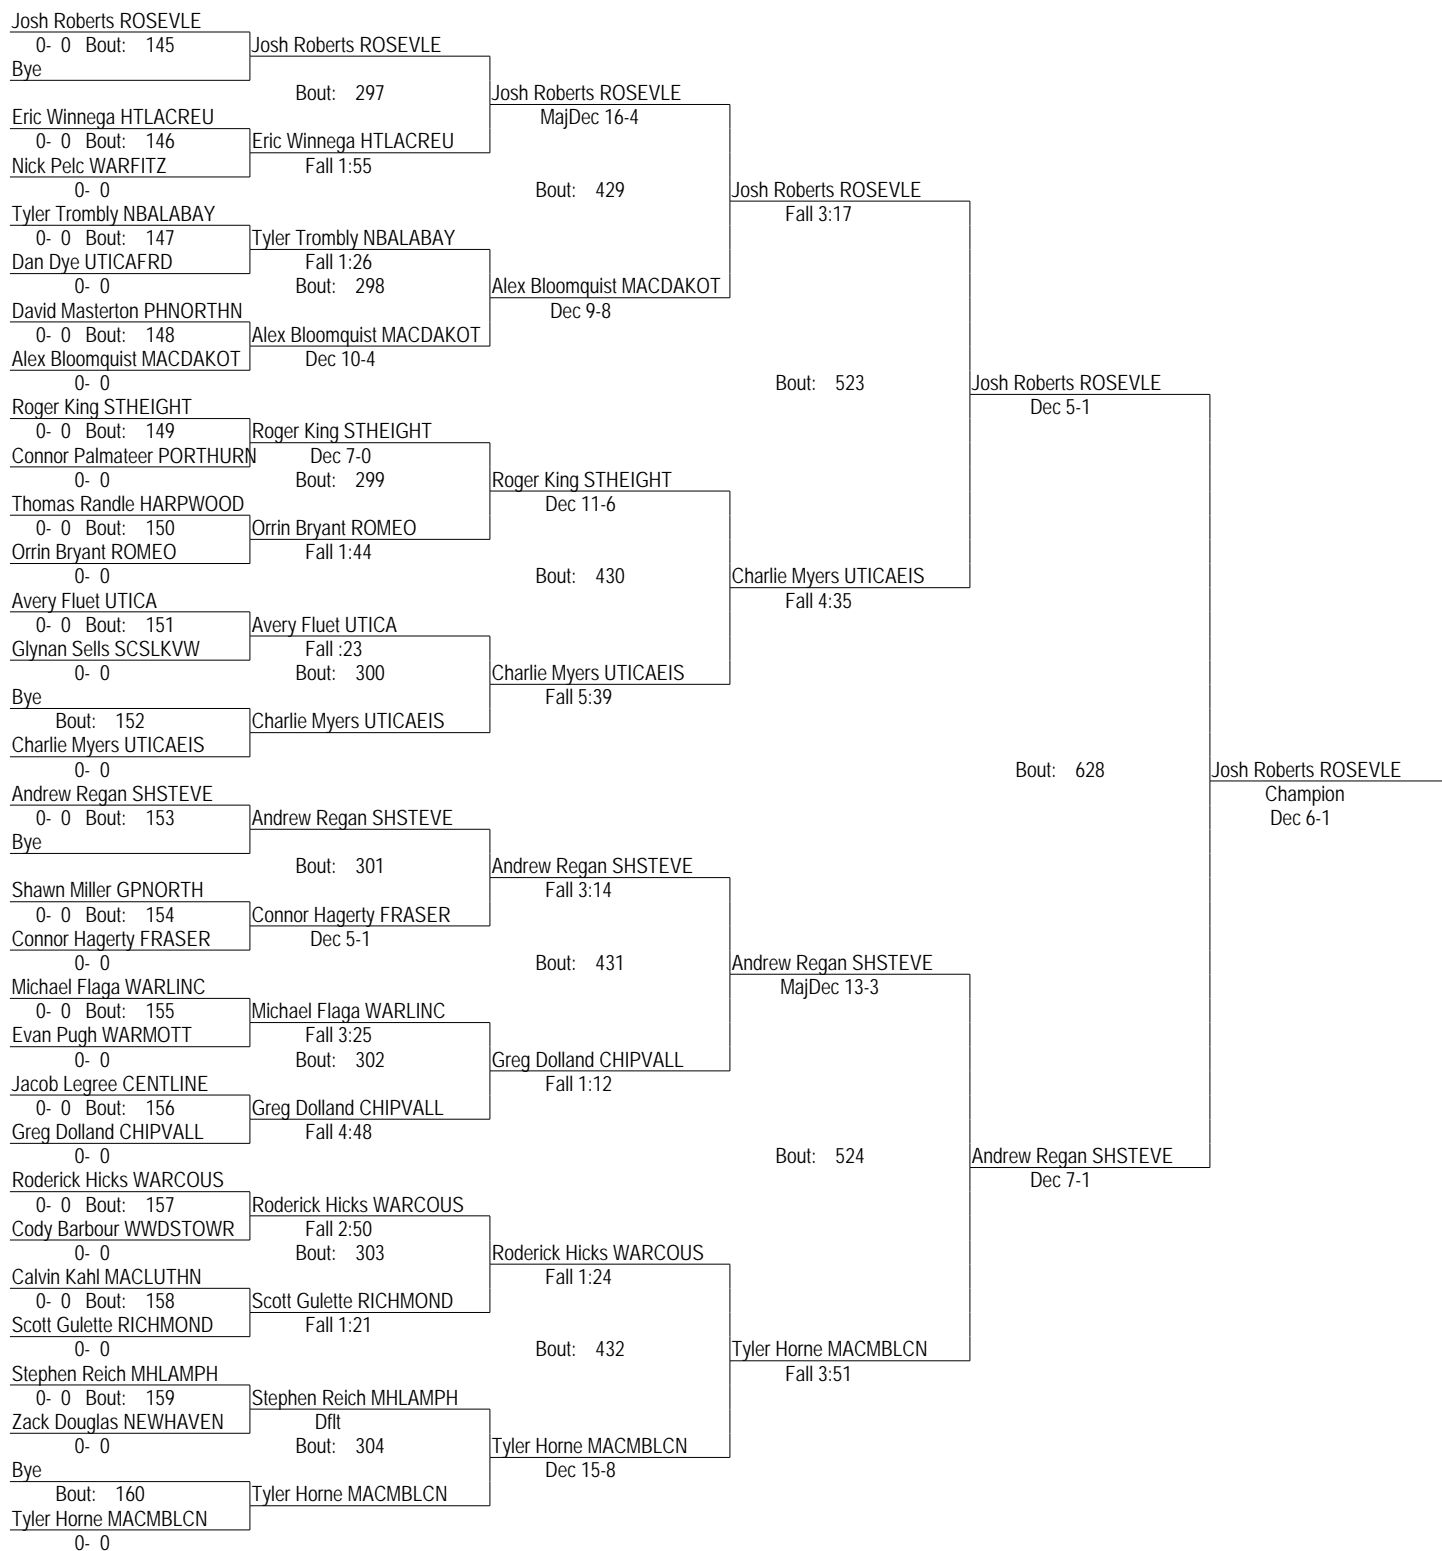 Josh Roberts ROSEVLE
0- 0 Bout: 145 Josh Roberts ROSEVLE
Bye
Bout: 297 Josh Roberts ROSEVLE
Eric Winnega HTLACREU MajDec 16-4
0- 0 Bout: 146 Eric Winnega HTLACREU
Nick Pelc WARFITZ Fall 1:55
0- 0 Bout: 429 Josh Roberts ROSEVLE
Tyler Trombly NBALABAY Fall 3:17
0- 0 Bout: 147 Tyler Trombly NBALABAY
Dan Dye UTICAFRD Fall 1:26
0- 0 Bout: 298 Alex Bloomquist MACDAKOT
David Masterton PHNORTHN Dec 9-8
0- 0 Bout: 148 Alex Bloomquist MACDAKOT
Alex Bloomquist MACDAKOT Dec 10-4
0- 0 Bout: 523 Josh Roberts ROSEVLE
Roger King STHEIGHT Dec 5-1
0- 0 Bout: 149 Roger King STHEIGHT
Connor Palmateer PORTHURN Dec 7-0
0- 0 Bout: 299 Roger King STHEIGHT
Thomas Randle HARPWOOD Dec 11-6
0- 0 Bout: 150 Orrin Bryant ROMEO
Orrin Bryant ROMEO Fall 1:44
0- 0 Bout: 430 Charlie Myers UTICAEIS
Avery Fluet UTICA Fall 4:35
0- 0 Bout: 151 Avery Fluet UTICA
Glynan Sells SCSLKVW Fall :23
0- 0 Bout: 300 Charlie Myers UTICAEIS
Bye Fall 5:39
Bout: 152 Charlie Myers UTICAEIS
Charlie Myers UTICAEIS
0- 0 Bout: 628 Josh Roberts ROSEVLE
Andrew Regan SHSTEVE Champion
0- 0 Bout: 153 Andrew Regan SHSTEVE Dec 6-1
Bye
Bout: 301 Andrew Regan SHSTEVE
Shawn Miller GPNORTH Fall 3:14
0- 0 Bout: 154 Connor Hagerty FRASER
Connor Hagerty FRASER Dec 5-1
0- 0 Bout: 431 Andrew Regan SHSTEVE
Michael Flaga WARLINC MajDec 13-3
0- 0 Bout: 155 Michael Flaga WARLINC
Evan Pugh WARMOTT Fall 3:25
0- 0 Bout: 302 Greg Dolland CHIPVALL
Jacob Legree CENTLINE Fall 1:12
0- 0 Bout: 156 Greg Dolland CHIPVALL
Greg Dolland CHIPVALL Fall 4:48
0- 0 Bout: 524 Andrew Regan SHSTEVE
Roderick Hicks WARCOUS Dec 7-1
0- 0 Bout: 157 Roderick Hicks WARCOUS
Cody Barbour WWDSTOWR Fall 2:50
0- 0 Bout: 303 Roderick Hicks WARCOUS
Calvin Kahl MACLUTHN Fall 1:24
0- 0 Bout: 158 Scott Gulette RICHMOND
Scott Gulette RICHMOND Fall 1:21
0- 0 Bout: 432 Tyler Horne MACMBLCN
Stephen Reich MHLAMPH Fall 3:51
0- 0 Bout: 159 Stephen Reich MHLAMPH
Zack Douglas NEWHAVEN Dflt
0- 0 Bout: 304 Tyler Horne MACMBLCN
Bye Dec 15-8
Bout: 160 Tyler Horne MACMBLCN
Tyler Horne MACMBLCN
0- 0